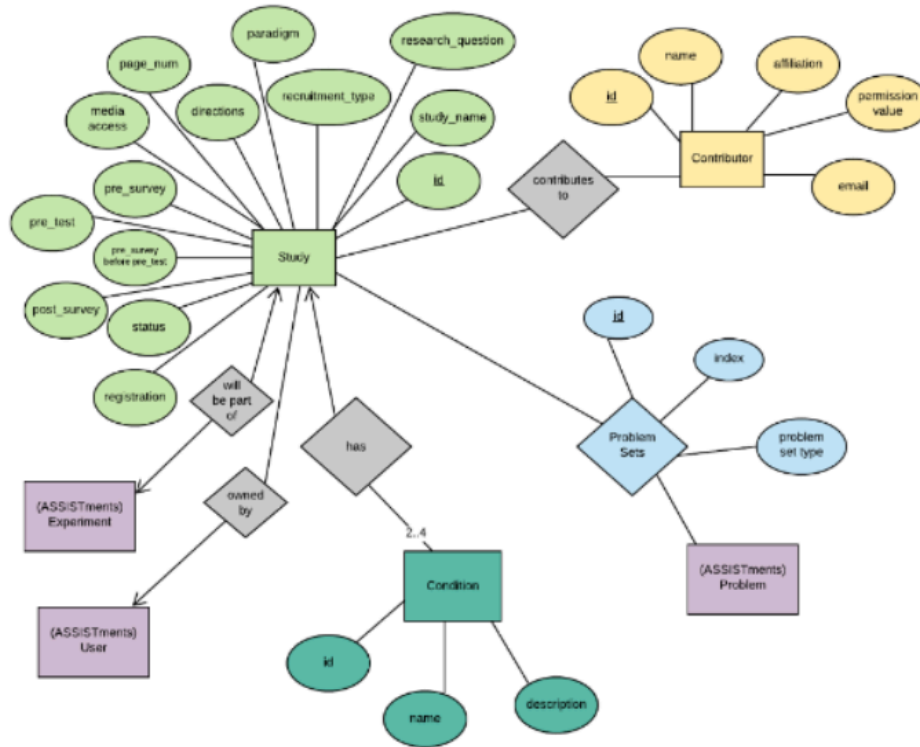 paradigm
research_question
page_num
recruitment_type
directions
media
access
study_name
id
pre_survey
pre_test
pre_survey
before pre_test
post_survey
status
registration
Study
name
affiliation
id
permission
value
Contributor
email
contributes
to
will
be part
of
has
owned
by
id
index
Problem
Sets
problem
set type
(ASSISTments)
Experiment
(ASSISTments)
User
(ASSISTments)
Problem
2..4
Condition
id
name
description